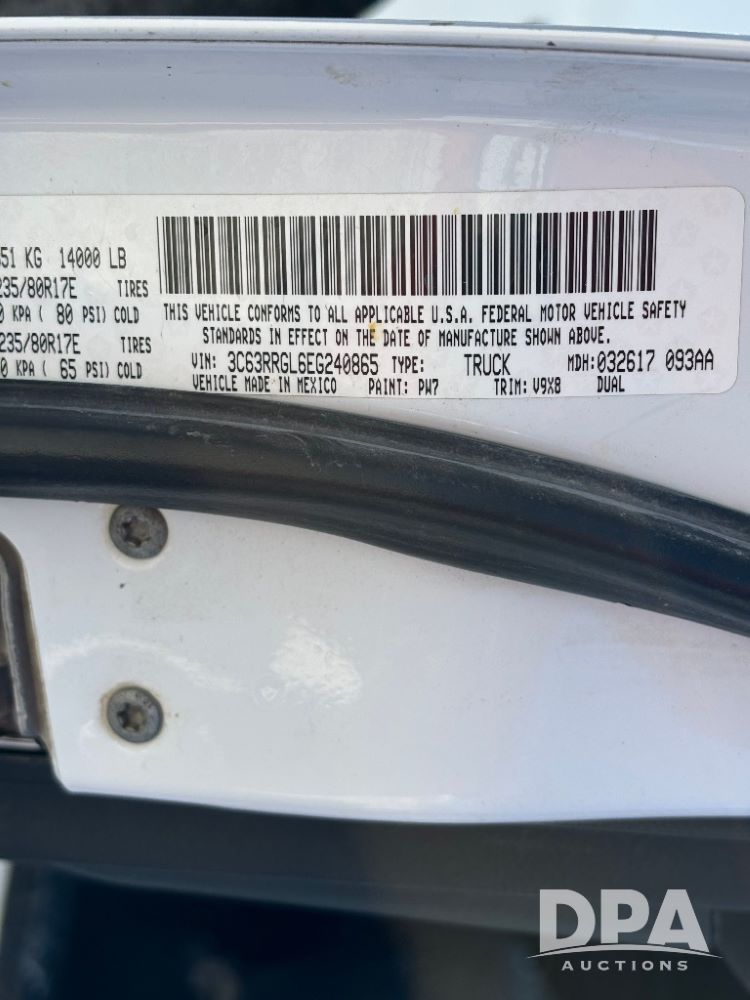 51 KG 14000 LB
235/80R17E TIRES
0 KPA ( 80 PSI) COLD
235/80R17E TIRES
0 KPA ( 65 PSI) COLD
THIS VEHICLE CONFORMS TO ALL APPLICABLE U.S.A. FEDERAL MOTOR VEHICLE SAFETY
STANDARDS IN EFFECT ON THE DATE OF MANUFACTURE SHOWN ABOVE.
VIN: 3C63RRGL6EG240865 TYPE: TRUCK MDH:032617 093AA
VEHICLE MADE IN MEXICO PAINT: PW7 TRIM: V9X8 DUAL
DPA
AUCTIONS